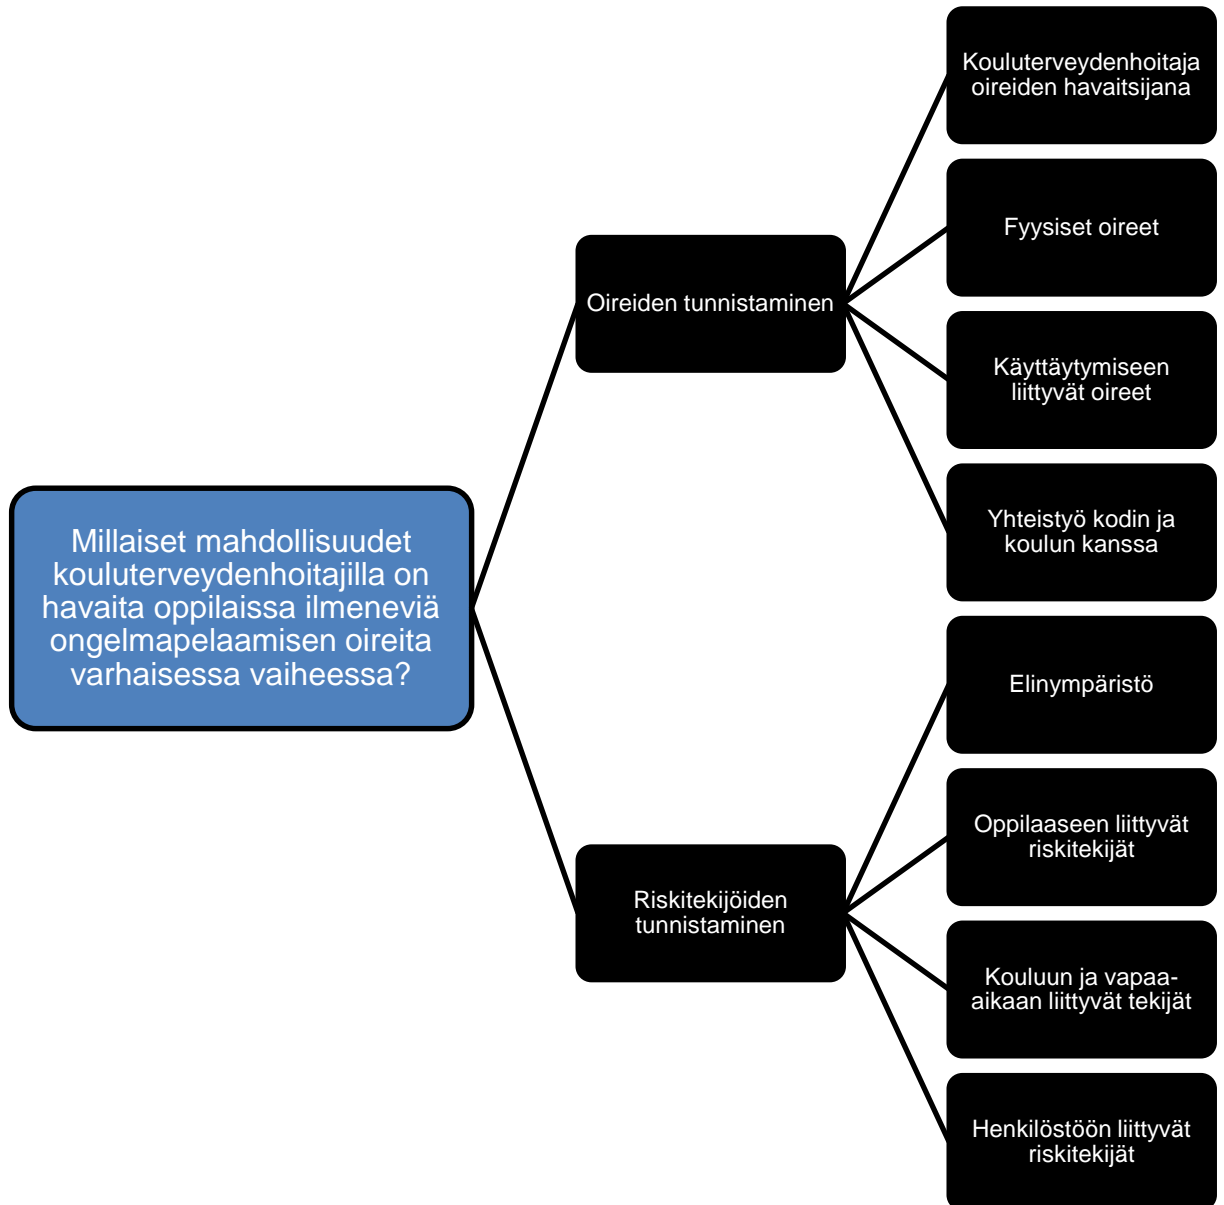 Kouluterveydenhoitaja
oireiden havaitsijana
Fyysiset oireet
Oireiden tunnistaminen
Käyttäytymiseen
liittyvät oireet
Yhteistyö kodin ja
koulun kanssa
Millaiset mahdollisuudet
kouluterveydenhoitajilla on
havaita oppilaissa ilmeneviä
ongelmapelaamisen oireita
varhaisessa vaiheessa?
Elinympäristö
Oppilaaseen liittyvät
riskitekijät
Riskitekijöiden
tunnistaminen
Kouluun ja vapaa-
aikaan liittyvät tekijät
Henkilöstöön liittyvät
riskitekijät